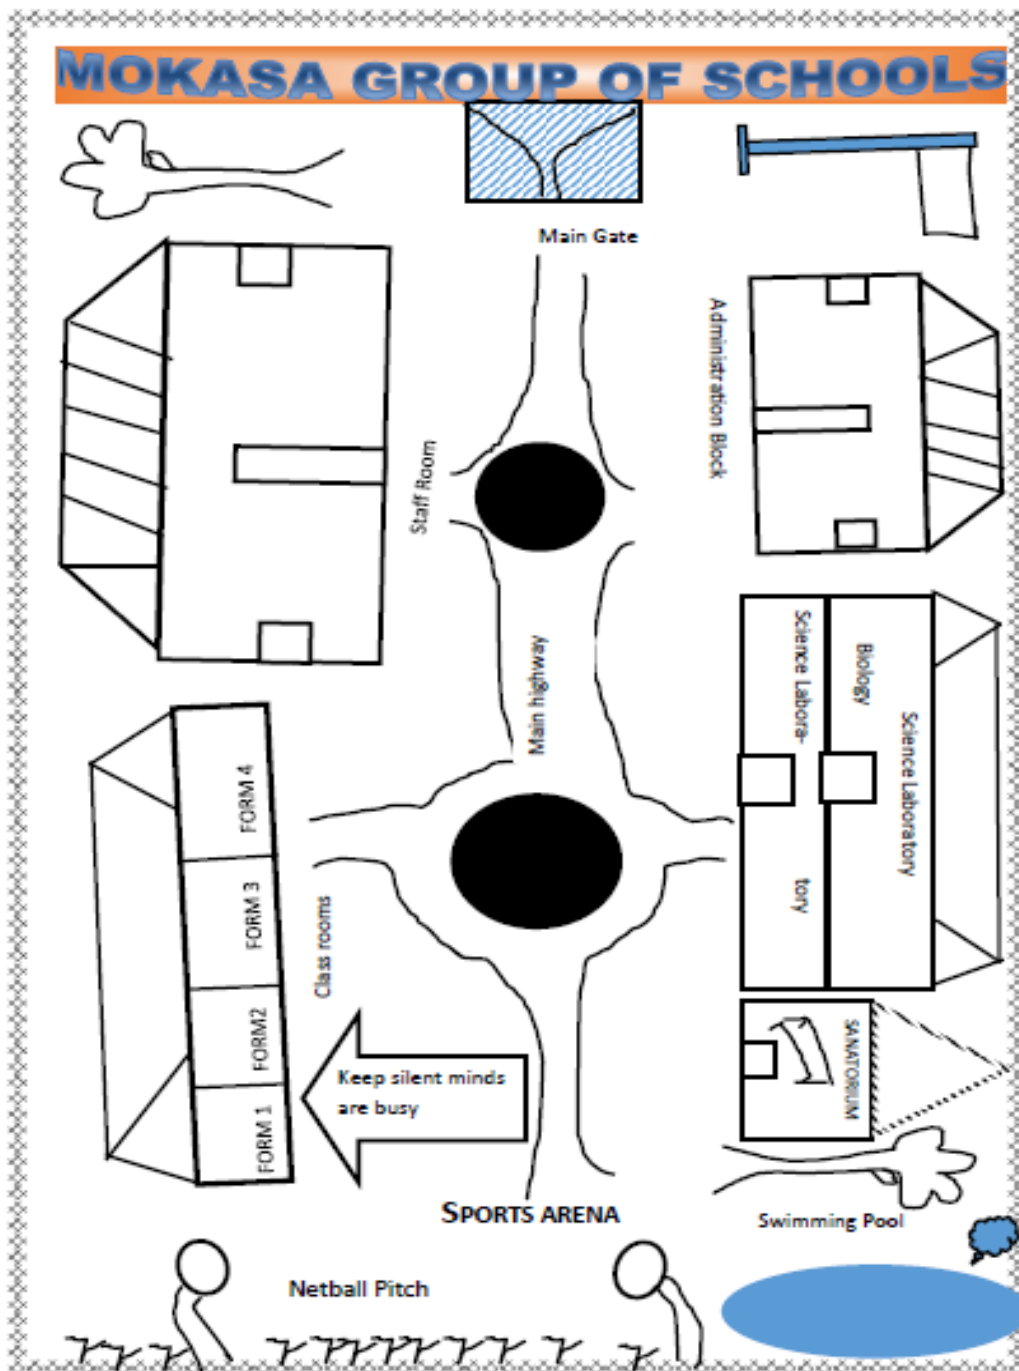 MOKASA GROUP OF SCHOOLS
Main Gate
Administration Block
Staff Room
Main highway
Science Labora-
tory
Biology
Science Laboratory
FORM 4
FORM 3
FORM2
FORM 1
Class rooms
Keep silent minds
are busy
SANATORIUM
SPORTS ARENA
Swimming Pool
Netball Pitch